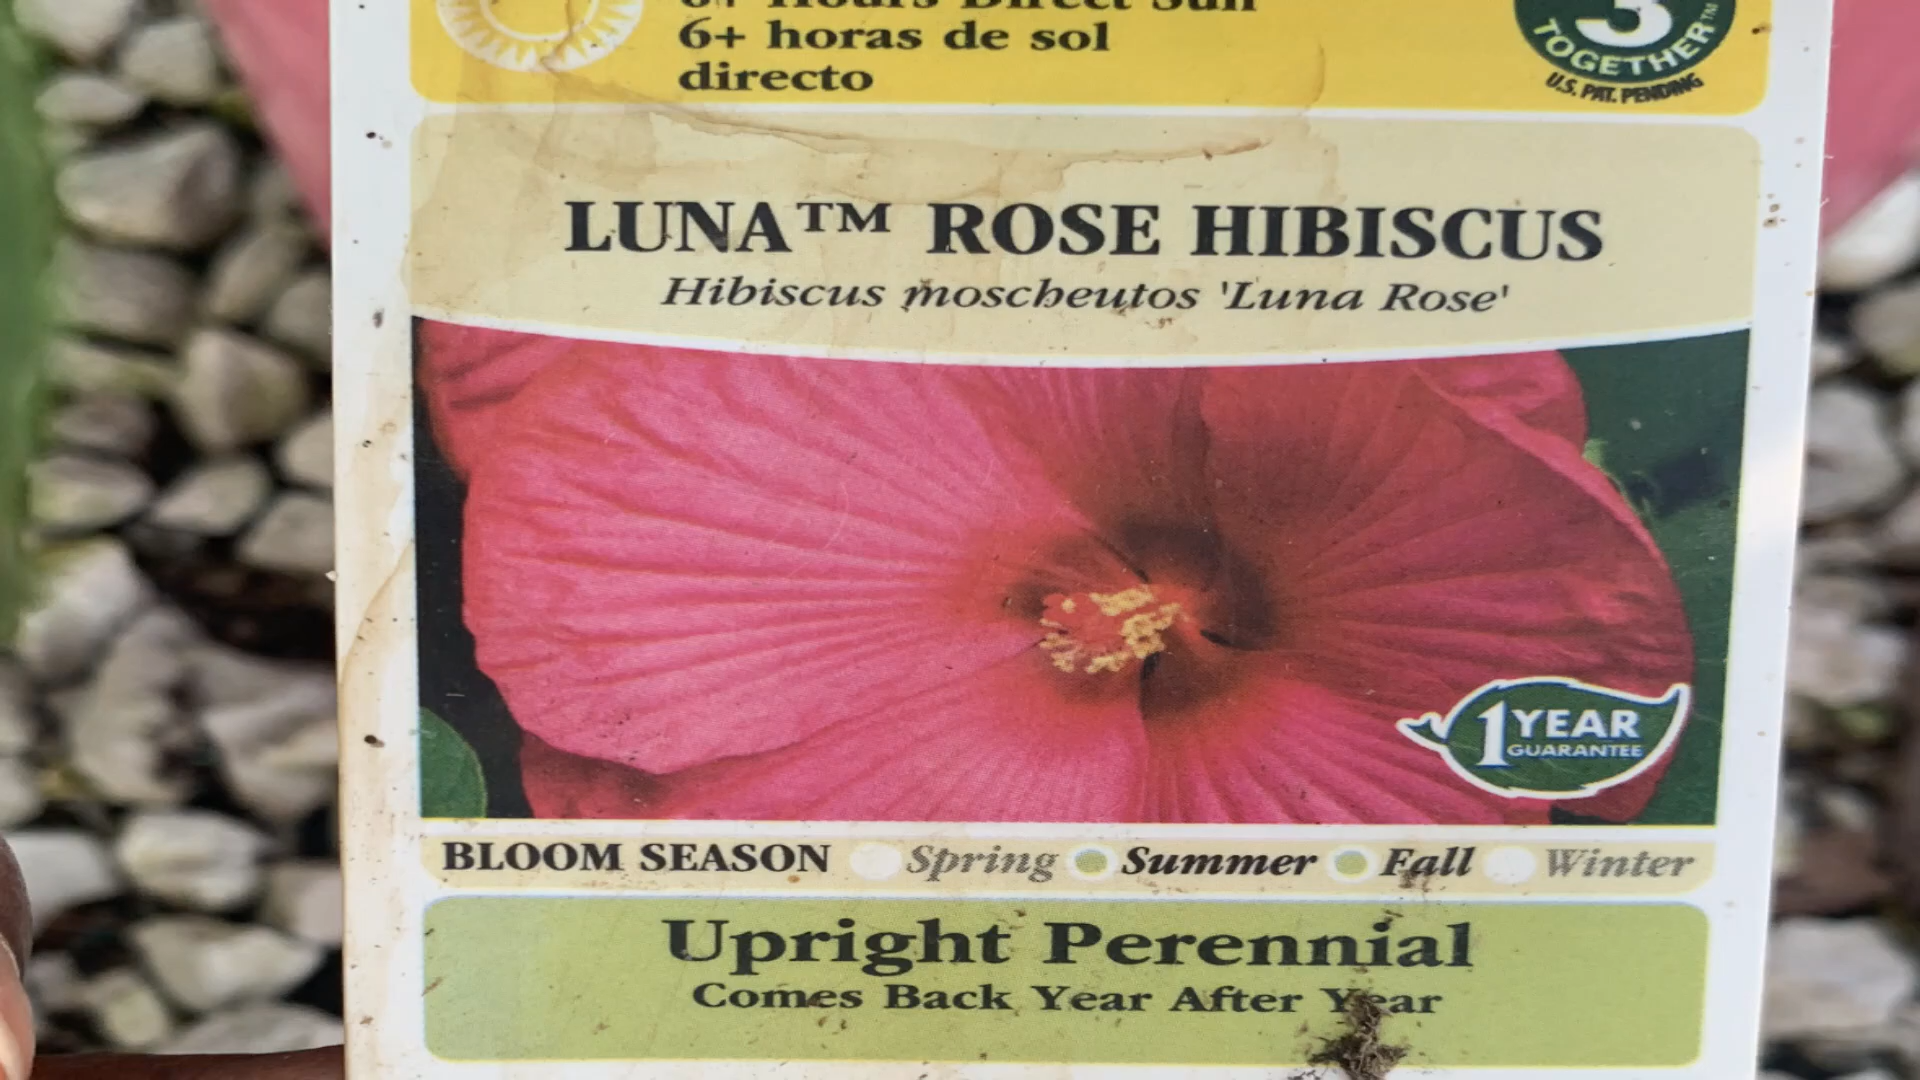 6+ Hours Direct Sun
6+ horas de sol
directo
3
TOGETHER™
U.S. PAT. PENDING
LUNA™ ROSE HIBISCUS
Hibiscus moscheutos 'Luna Rose'
1 YEAR
GUARANTEE
BLOOM SEASON Spring Summer Fall Winter
Upright Perennial
Comes Back Year After Year